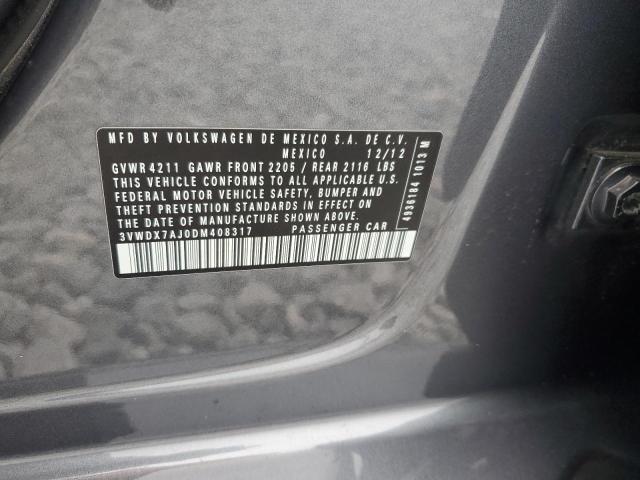 MFD BY VOLKSWAGEN DE MEXICO S.A. DE C.V.
MEXICO 12/12
GVWR 4211 GAWR FRONT 2205 / REAR 2116 LBS
THIS VEHICLE CONFORMS TO ALL APPLICABLE U.S.
FEDERAL MOTOR VEHICLE SAFETY, BUMPER AND
THEFT PREVENTION STANDARDS IN EFFECT ON
THE DATE OF MANUFACTURE SHOWN ABOVE.
3VWDX7AJ0DM408317 PASSENGER CAR
4936184 1013 M